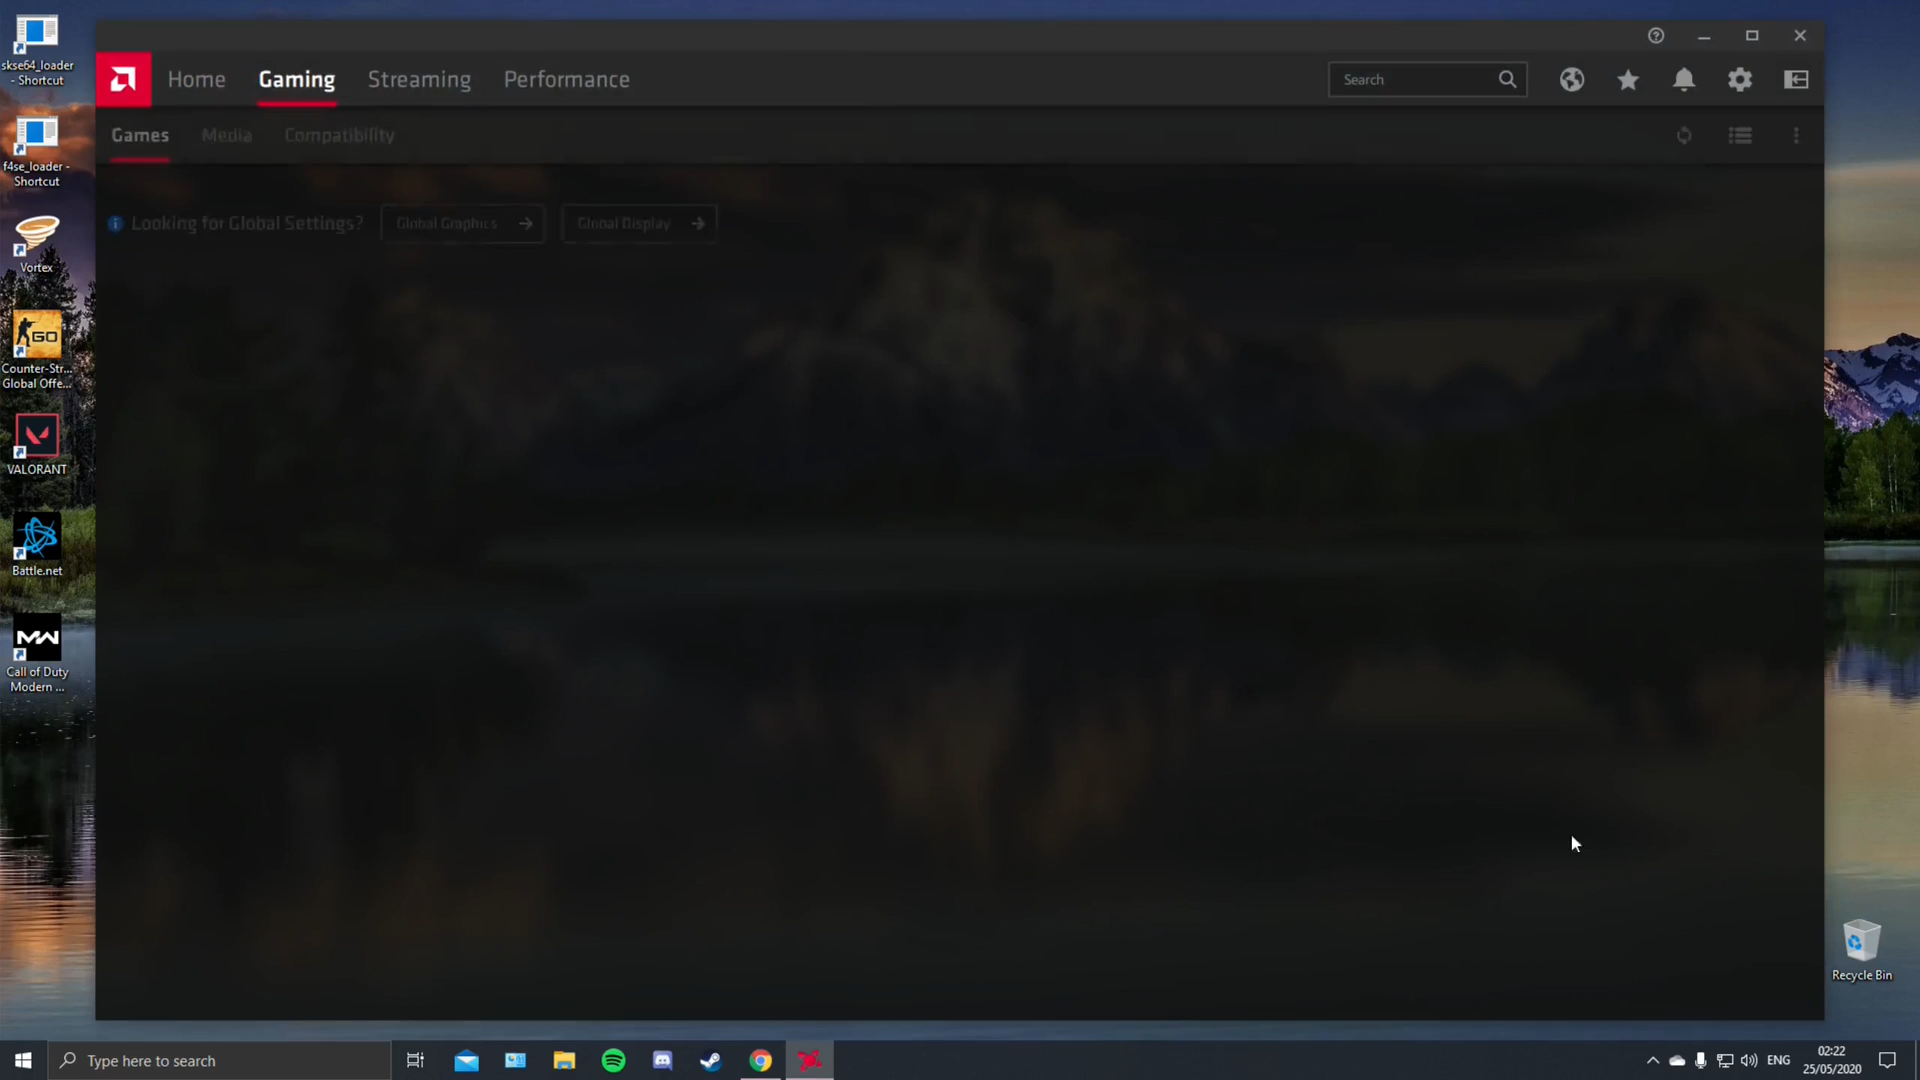 skse64_loader
- Shortcut
f4se_loader -
Shortcut
Vortex
GO
Counter-Str...
Global Offe...
VALORANT
Battle.net
MW
Call of Duty
Modern ...
Home
Gaming
Streaming
Performance
Search
Games
Media
Compatibility
Looking for Global Settings?
Global Graphics
Global Display
Recycle Bin
Type here to search
ENG
02:22
25/05/2020